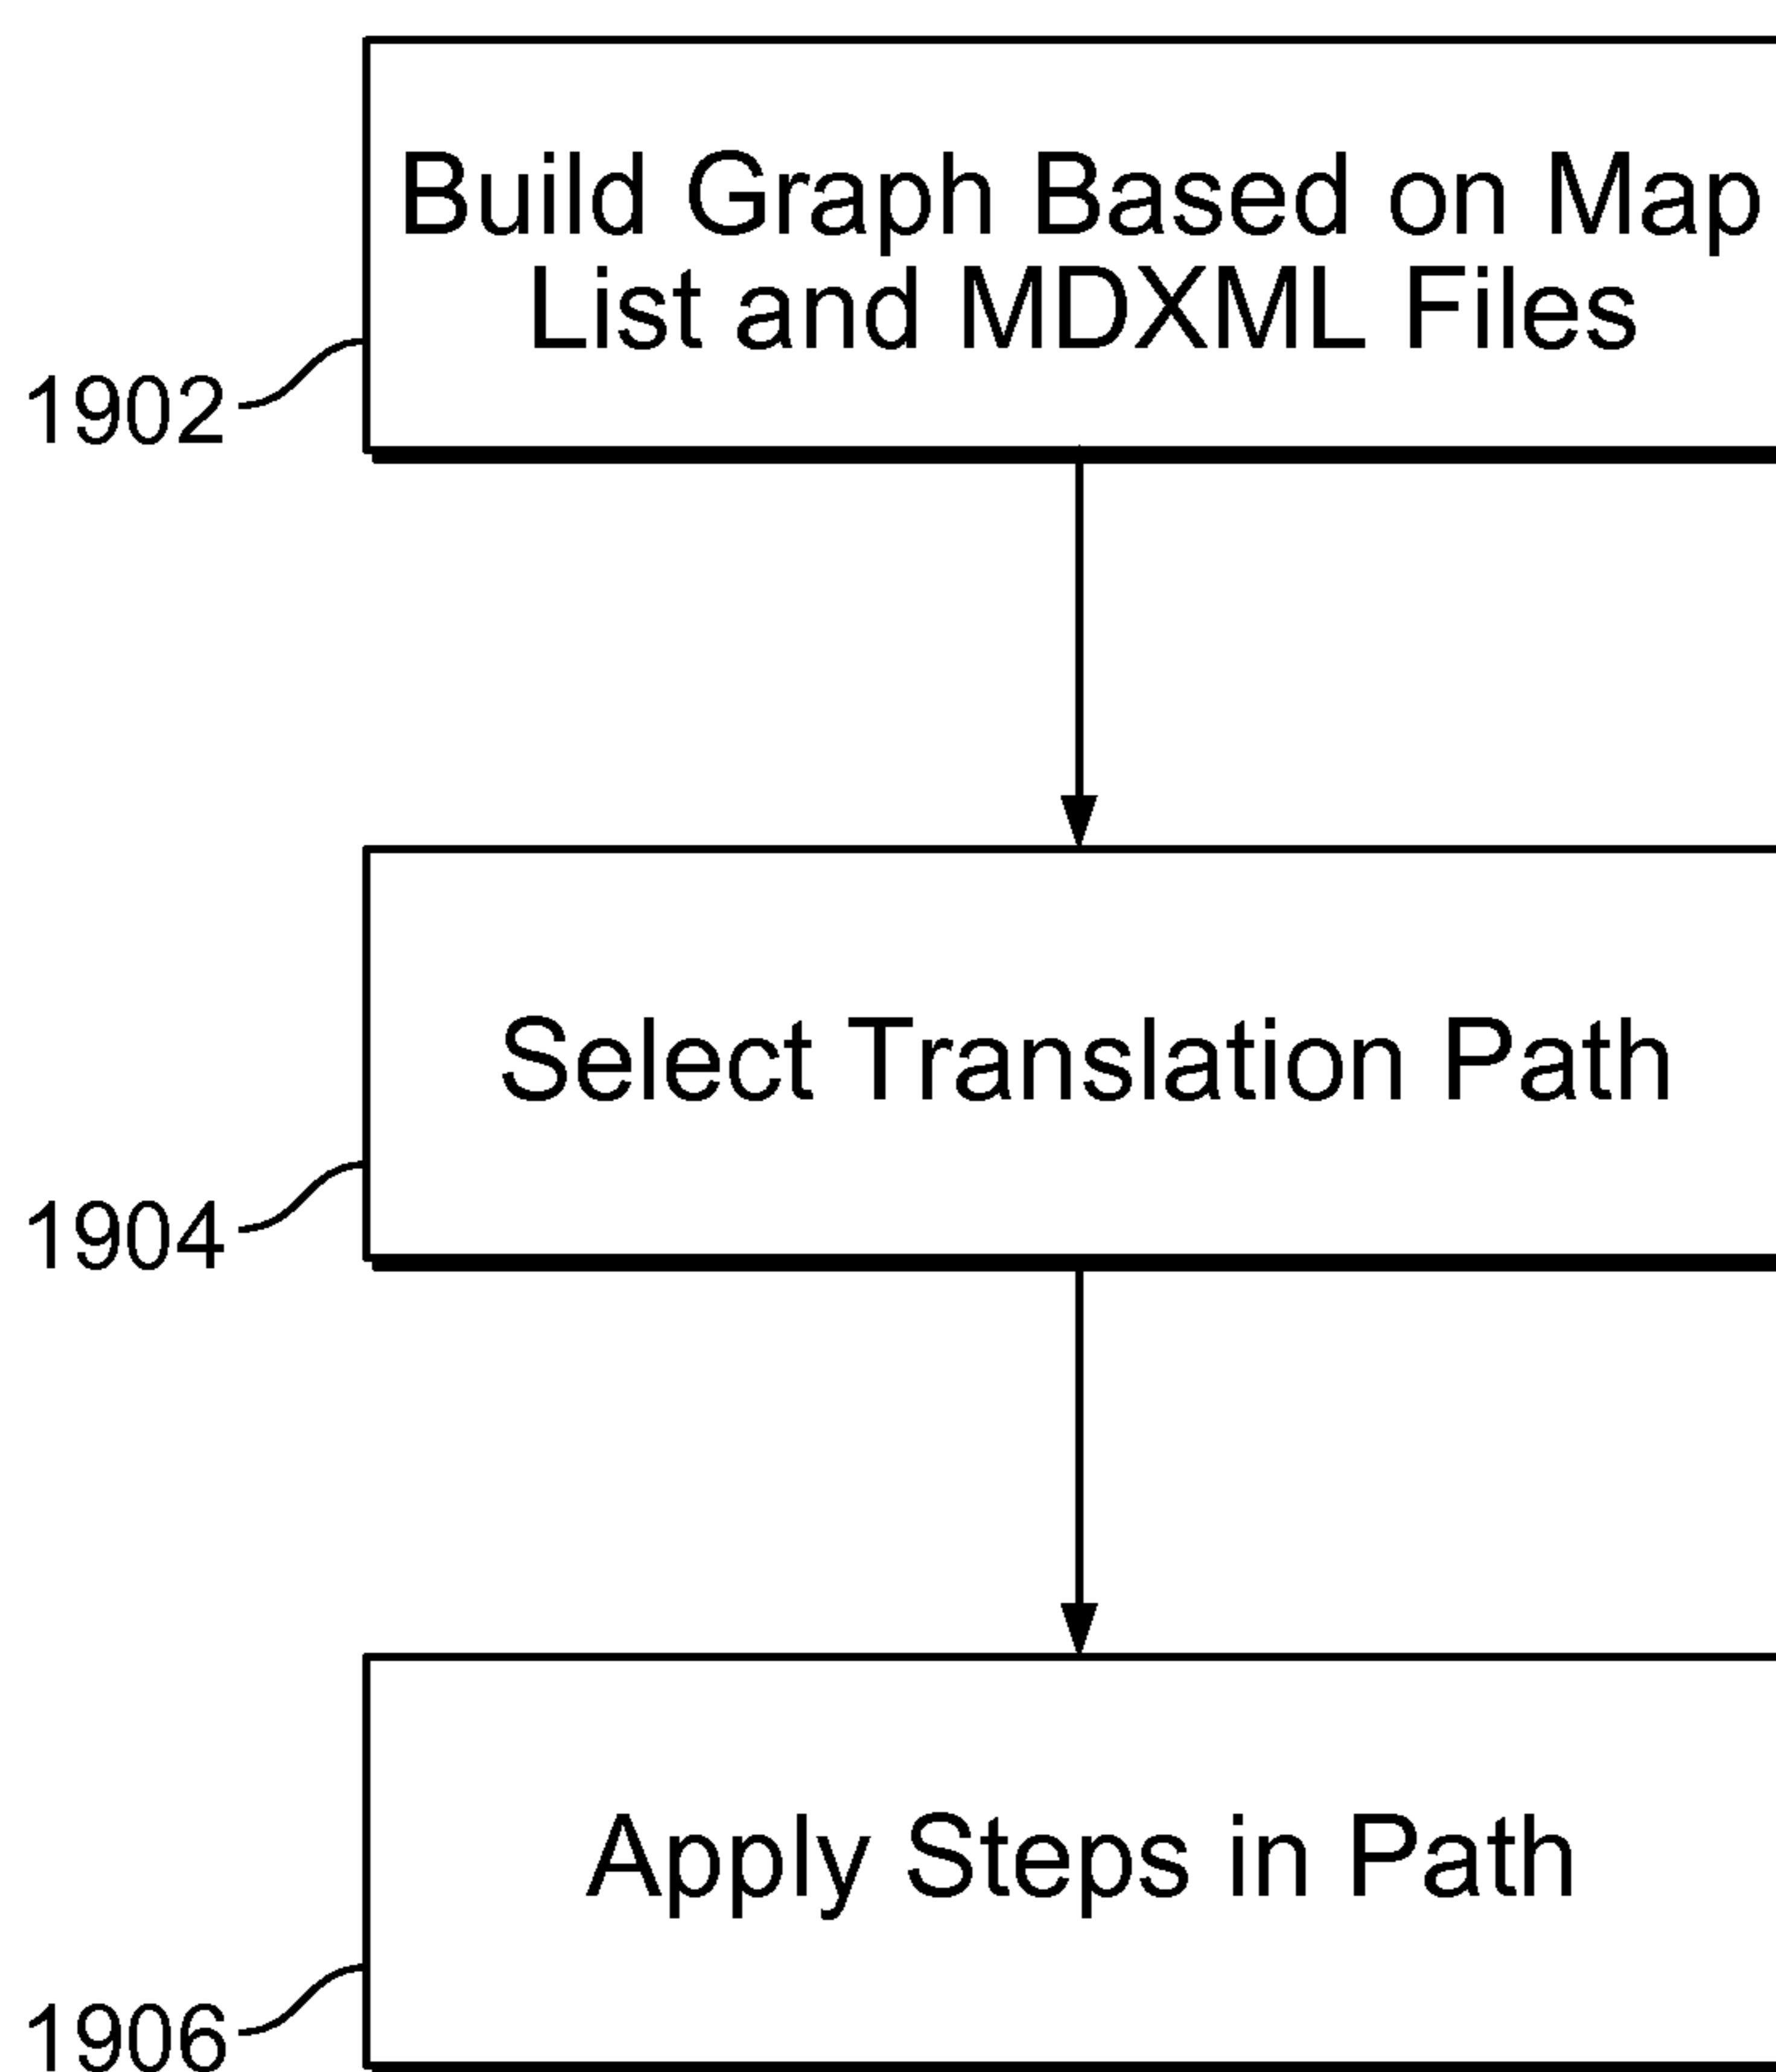 Build Graph Based on Map
List and MDXML Files
1902
Select Translation Path
1904
Apply Steps in Path
1906